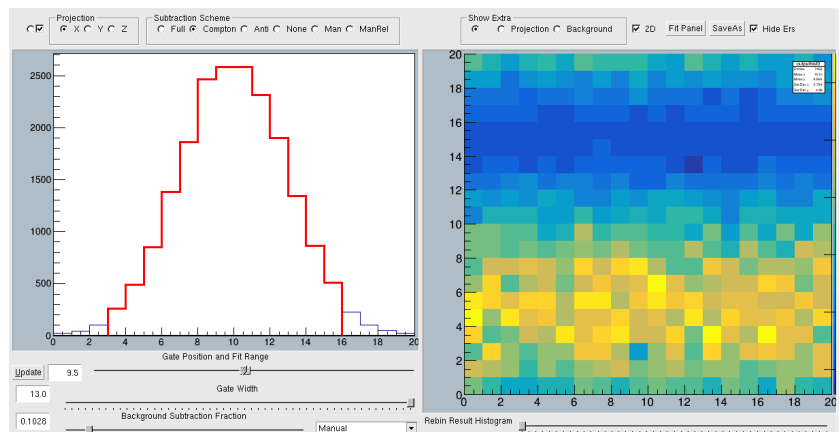 Projection
X Y Z
Subtraction Scheme
Full Compton Anti None Man ManRel
Show Extra
Projection Background
2D Fit Panel SaveAs Hide Ers
2500
2000
1500
1000
500
0
0 2 4 6 8 10 12 14 16 18 20
20
18
16
14
12
10
8
6
4
2
0
0 2 4 6 8 10 12 14 16 18 20
Gate Position and Fit Range
Update 9.5
Gate Width
13.0
Background Subtraction Fraction
0.1028
Manual
Rebin Result Histogram